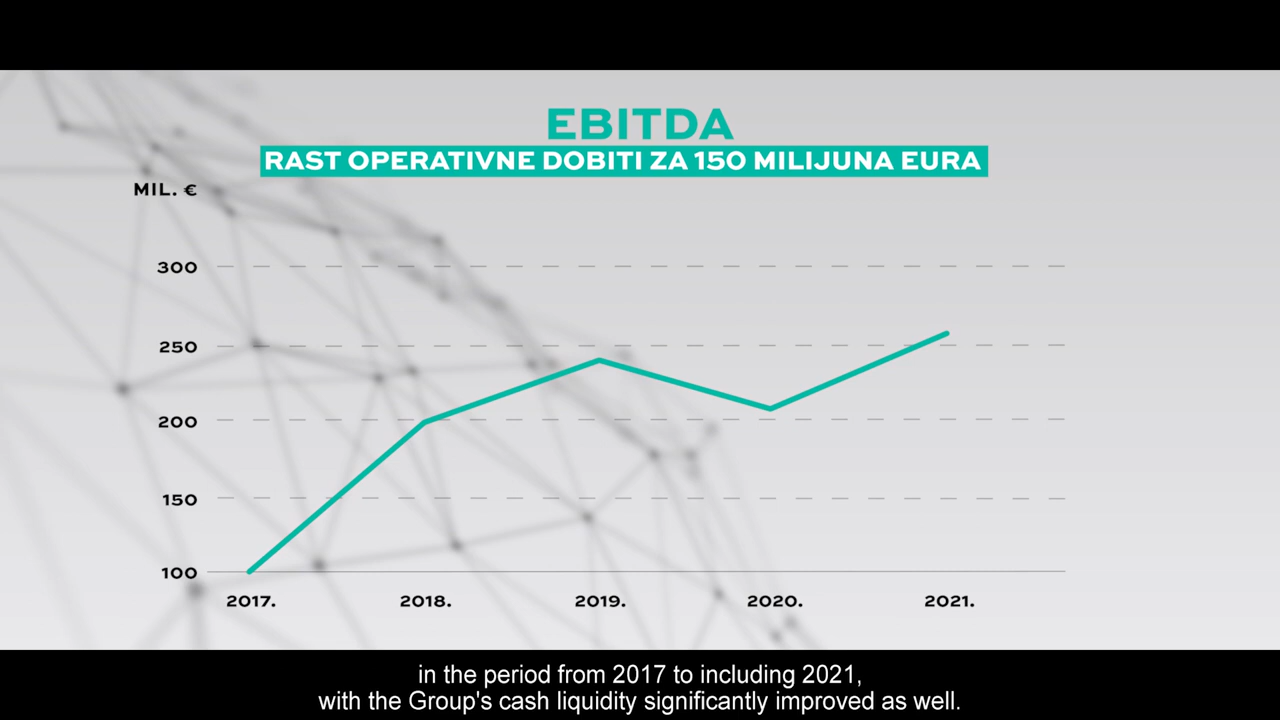 EBITDA
RAST OPERATIVNE DOBITI ZA 150 MILIJUNA EURA
MIL. €
300
250
200
150
100
2017. 2018. 2019. 2020. 2021.
in the period from 2017 to including 2021,
with the Group's cash liquidity significantly improved as well.